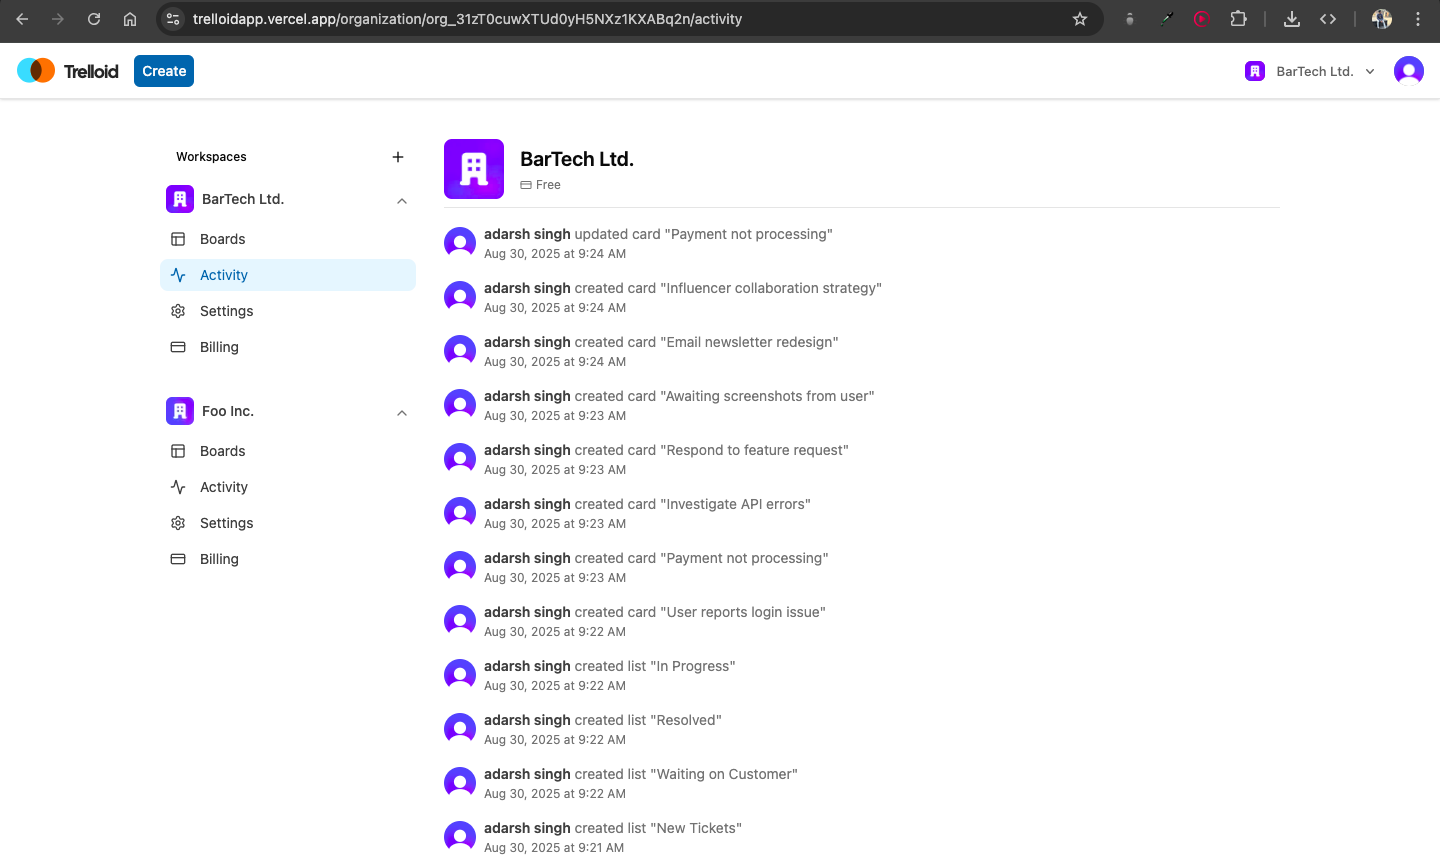 trelloidapp.vercel.app/organization/org_31zT0cuwXTUd0yH5NXz1KXABq2n/activity
Trelloid
Create
BarTech Ltd.
Workspaces
BarTech Ltd.
Boards
Activity
Settings
Billing
Foo Inc.
Boards
Activity
Settings
Billing
BarTech Ltd.
Free
adarsh singh updated card "Payment not processing"
Aug 30, 2025 at 9:24 AM
adarsh singh created card "Influencer collaboration strategy"
Aug 30, 2025 at 9:24 AM
adarsh singh created card "Email newsletter redesign"
Aug 30, 2025 at 9:24 AM
adarsh singh created card "Awaiting screenshots from user"
Aug 30, 2025 at 9:23 AM
adarsh singh created card "Respond to feature request"
Aug 30, 2025 at 9:23 AM
adarsh singh created card "Investigate API errors"
Aug 30, 2025 at 9:23 AM
adarsh singh created card "Payment not processing"
Aug 30, 2025 at 9:23 AM
adarsh singh created card "User reports login issue"
Aug 30, 2025 at 9:22 AM
adarsh singh created list "In Progress"
Aug 30, 2025 at 9:22 AM
adarsh singh created list "Resolved"
Aug 30, 2025 at 9:22 AM
adarsh singh created list "Waiting on Customer"
Aug 30, 2025 at 9:22 AM
adarsh singh created list "New Tickets"
Aug 30, 2025 at 9:21 AM